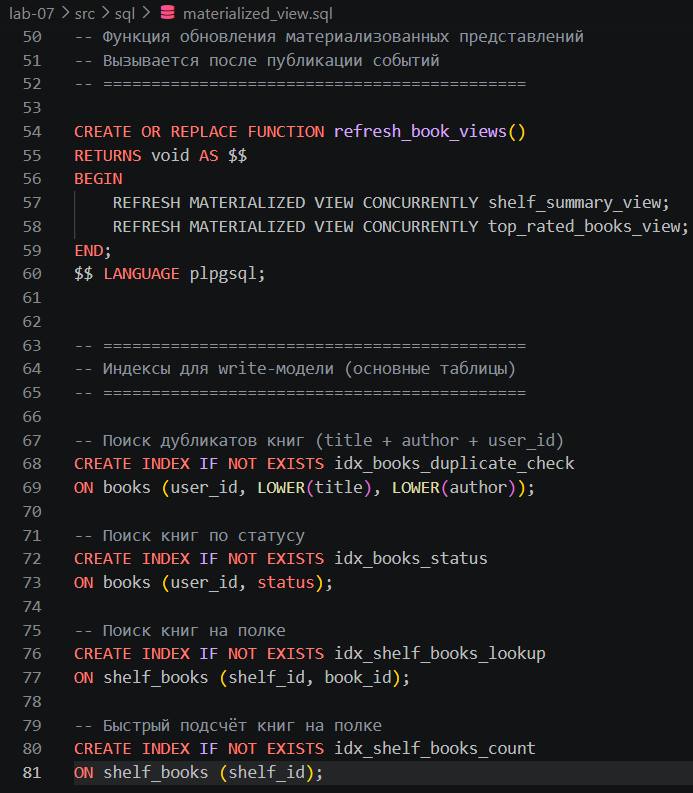 lab-07 > src > sql > materialized_view.sql
50 -- Функция обновления материализованных представлений
51 -- Вызывается после публикации событий
52 -- ============================================
53
54 CREATE OR REPLACE FUNCTION refresh_book_views()
55 RETURNS void AS $$
56 BEGIN
57     REFRESH MATERIALIZED VIEW CONCURRENTLY shelf_summary_view;
58     REFRESH MATERIALIZED VIEW CONCURRENTLY top_rated_books_view;
59 END;
60 $$ LANGUAGE plpgsql;
61
62
63 -- ============================================
64 -- Индексы для write-модели (основные таблицы)
65 -- ============================================
66
67 -- Поиск дубликатов книг (title + author + user_id)
68 CREATE INDEX IF NOT EXISTS idx_books_duplicate_check
69 ON books (user_id, LOWER(title), LOWER(author));
70
71 -- Поиск книг по статусу
72 CREATE INDEX IF NOT EXISTS idx_books_status
73 ON books (user_id, status);
74
75 -- Поиск книг на полке
76 CREATE INDEX IF NOT EXISTS idx_shelf_books_lookup
77 ON shelf_books (shelf_id, book_id);
78
79 -- Быстрый подсчёт книг на полке
80 CREATE INDEX IF NOT EXISTS idx_shelf_books_count
81 ON shelf_books (shelf_id);